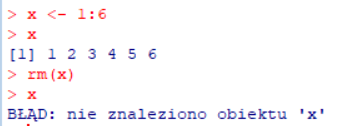 > x <- 1:6
> x
[1] 1 2 3 4 5 6
> rm(x)
> x
BŁĄD: nie znaleziono obiektu 'x'